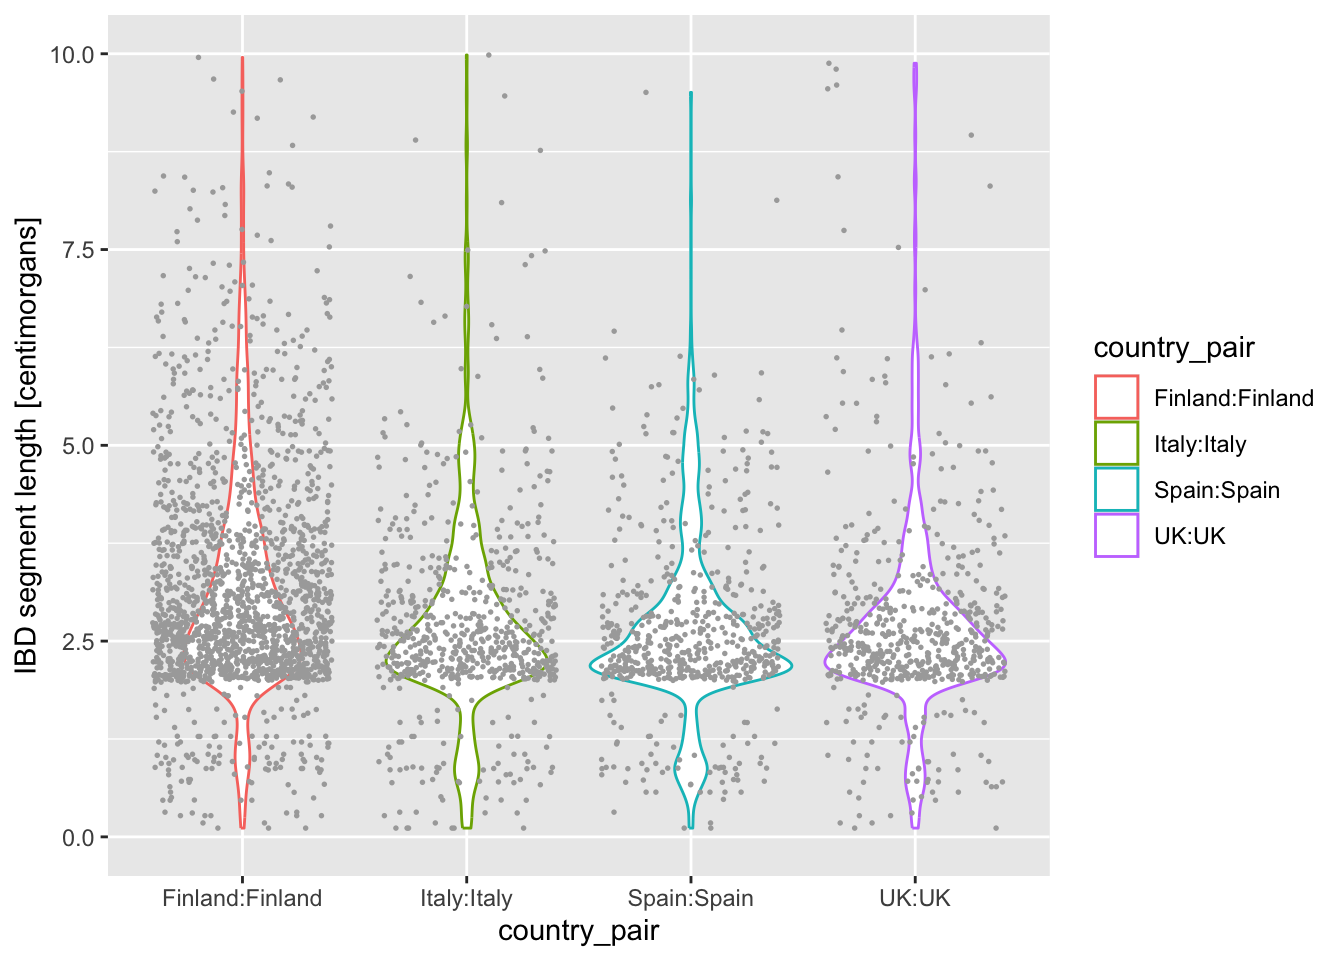 IBD segment length [centimorgans]
10.0
7.5
5.0
2.5
0.0
Finland:Finland
Italy:Italy
Spain:Spain
UK:UK
country_pair
country_pair
Finland:Finland
Italy:Italy
Spain:Spain
UK:UK